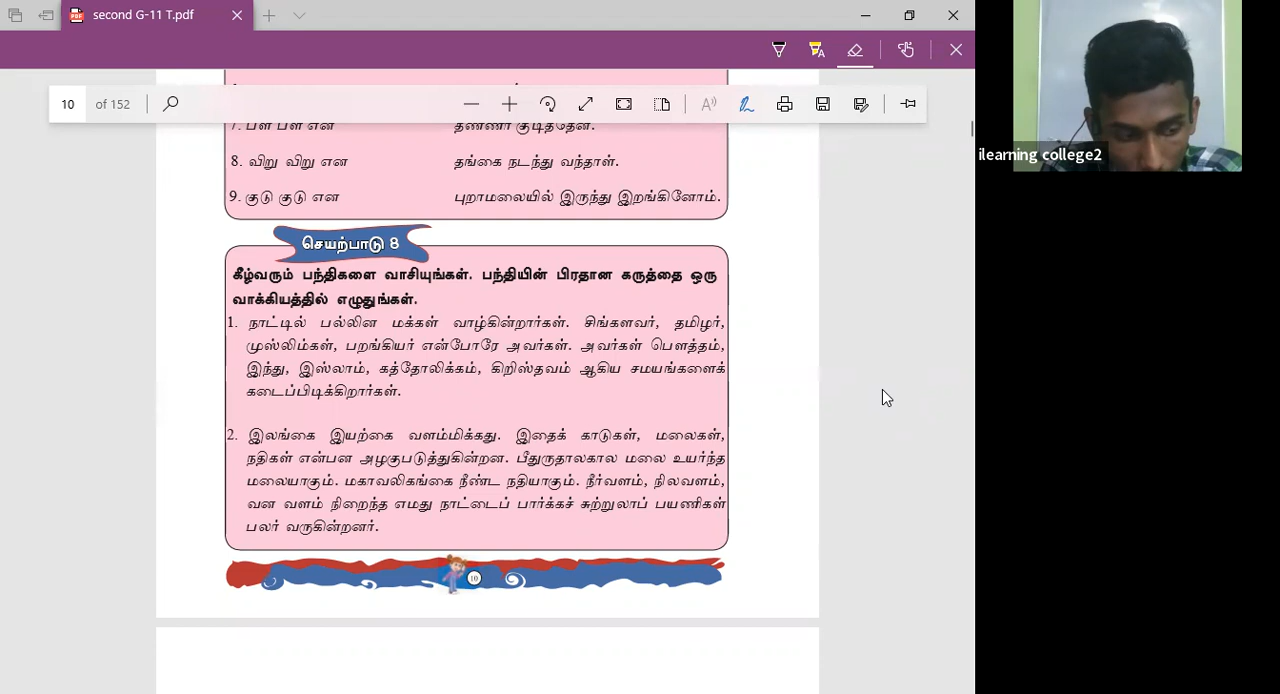 second G-11 T.pdf
10 of 152
7. பள பள என தண்ணீர் குடித்தேன்.
8. விறு விறு என தங்கை நடந்து வந்தாள்.
9. குடு குடு என புறாமலையில் இருந்து இறங்கினோம்.
செயற்பாடு 8
கீழ்வரும் பந்திகளை வாசியுங்கள். பந்தியின் பிரதான கருத்தை ஒரு
வாக்கியத்தில் எழுதுங்கள்.
1. நாட்டில் பல்லின மக்கள் வாழ்கின்றார்கள். சிங்களவர், தமிழர்,
முஸ்லிம்கள், பறங்கியர் என்போரே அவர்கள். அவர்கள் பௌத்தம்,
இந்து, இஸ்லாம், கத்தோலிக்கம், கிறிஸ்தவம் ஆகிய சமயங்களைக்
கடைப்பிடிக்கிறார்கள்.
2. இலங்கை இயற்கை வளம்மிக்கது. இதைக் காடுகள், மலைகள்,
நதிகள் என்பன அழகுபடுத்துகின்றன. பீதுருதாலகால மலை உயர்ந்த
மலையாகும். மகாவலிகங்கை நீண்ட நதியாகும். நீர்வளம், நிலவளம்,
வன வளம் நிறைந்த எமது நாட்டைப் பார்க்கச் சுற்றுலாப் பயணிகள்
பலர் வருகின்றனர்.
10
ilearning college2